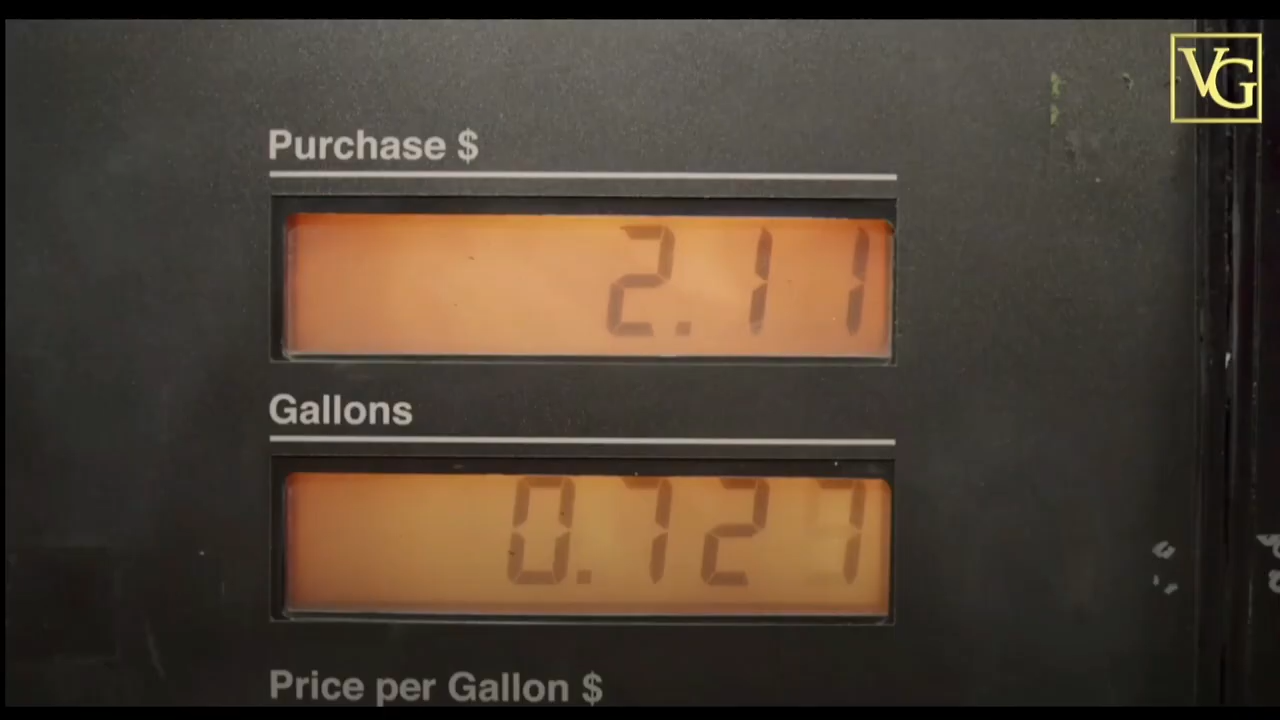 VG
Purchase $
2.11
Gallons
0.727
Price per Gallon $